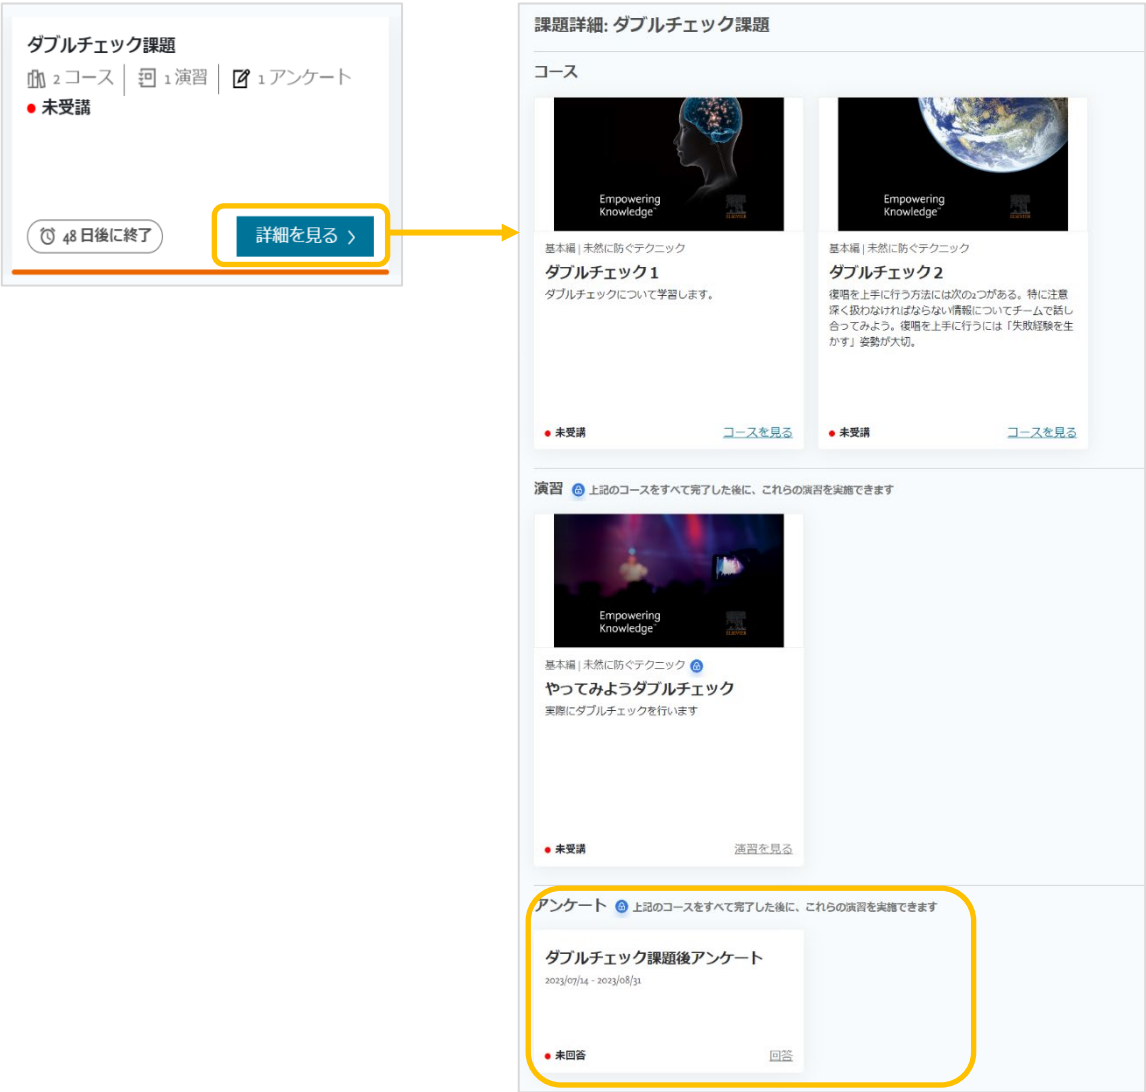 ダブルチェック課題
2 コース
1 演習
1 アンケート
未受講
48 日後に終了
詳細を見る
課題詳細: ダブルチェック課題
コース
Empowering
Knowledge™
ELSEVIER
基本編 | 未然に防ぐテクニック
ダブルチェック１
ダブルチェックについて学習します。
未受講
コースを見る
Empowering
Knowledge™
ELSEVIER
基本編 | 未然に防ぐテクニック
ダブルチェック２
復唱を上手に行う方法には次の2つがある。特に注意
深く扱わなければならない情報についてチームで話し
合ってみよう。復唱を上手に行うには「失敗経験を生
かす」姿勢が大切。
未受講
コースを見る
演習 上記のコースをすべて完了した後に、これらの演習を実施できます
Empowering
Knowledge™
ELSEVIER
基本編 | 未然に防ぐテクニック
やってみようダブルチェック
実際にダブルチェックを行います
未受講
演習を見る
アンケート 上記のコースをすべて完了した後に、これらの演習を実施できます
ダブルチェック課題後アンケート
2023/07/14 - 2023/08/31
未回答
回答